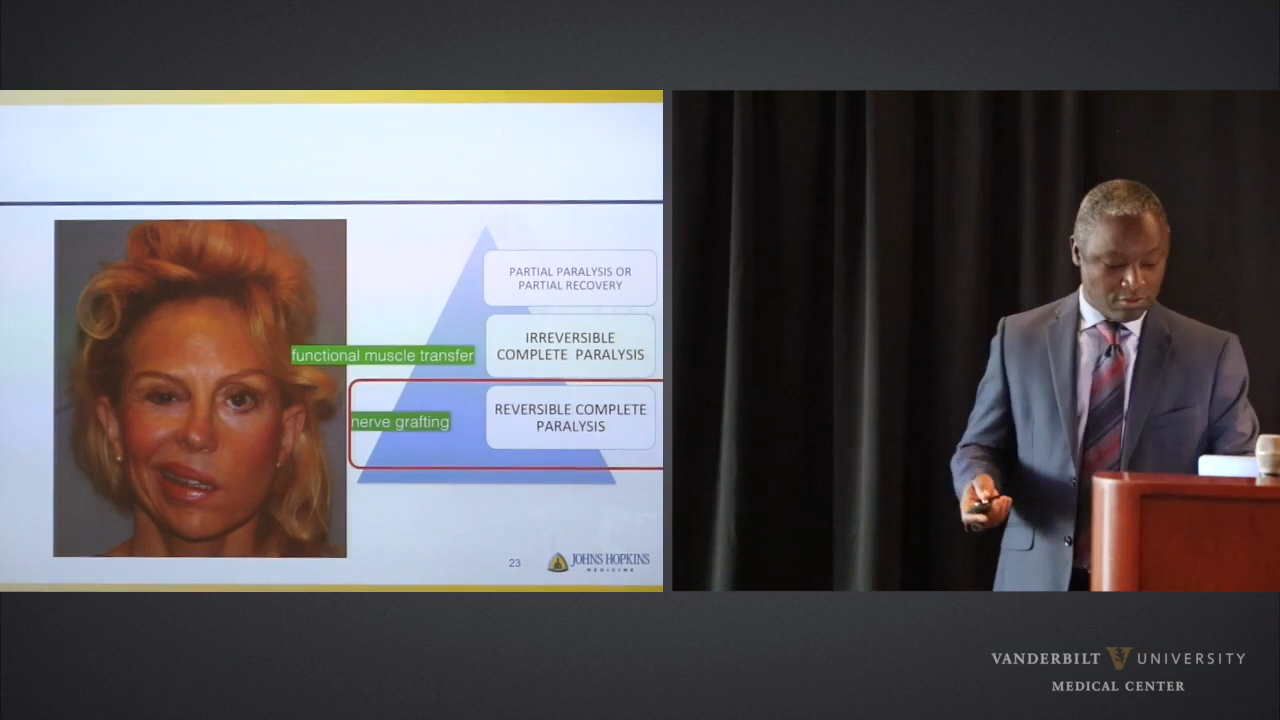 PARTIAL PARALYSIS OR
PARTIAL RECOVERY
functional muscle transfer
IRREVERSIBLE
COMPLETE PARALYSIS
nerve grafting
REVERSIBLE COMPLETE
PARALYSIS
23
JOHNS HOPKINS
MEDICINE
VANDERBILT UNIVERSITY
MEDICAL CENTER